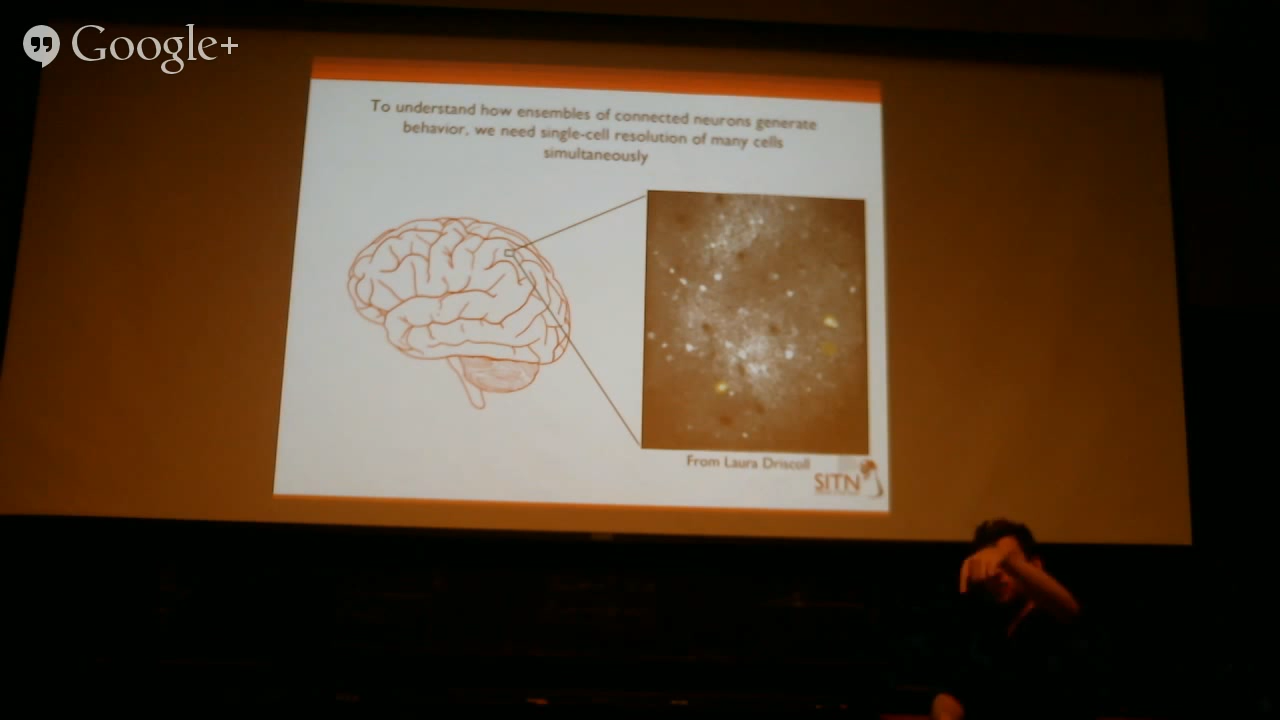 Google+
To understand how ensembles of connected neurons generate
behavior, we need single-cell resolution of many cells
simultaneously
From Laura Driscoll
SITN